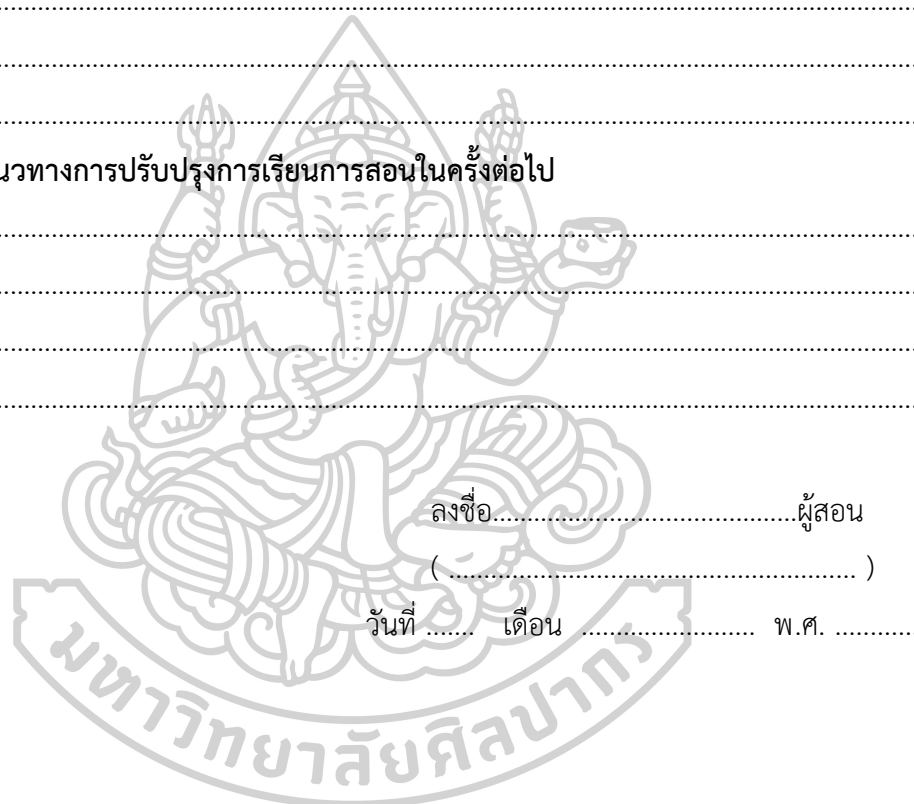 ................................................................................................................................
................................................................................................................................
................................................................................................................................
นวทางการปรับปรุงการเรียนการสอนในครั้งต่อไป
................................................................................................................................
................................................................................................................................
................................................................................................................................
................................................................................................................................
ลงชื่อ.............................................ผู้สอน
( ............................................................ )
วันที่ ....... เดือน ......................... พ.ศ. ............
มหาวิทยาลัยศิลปากร